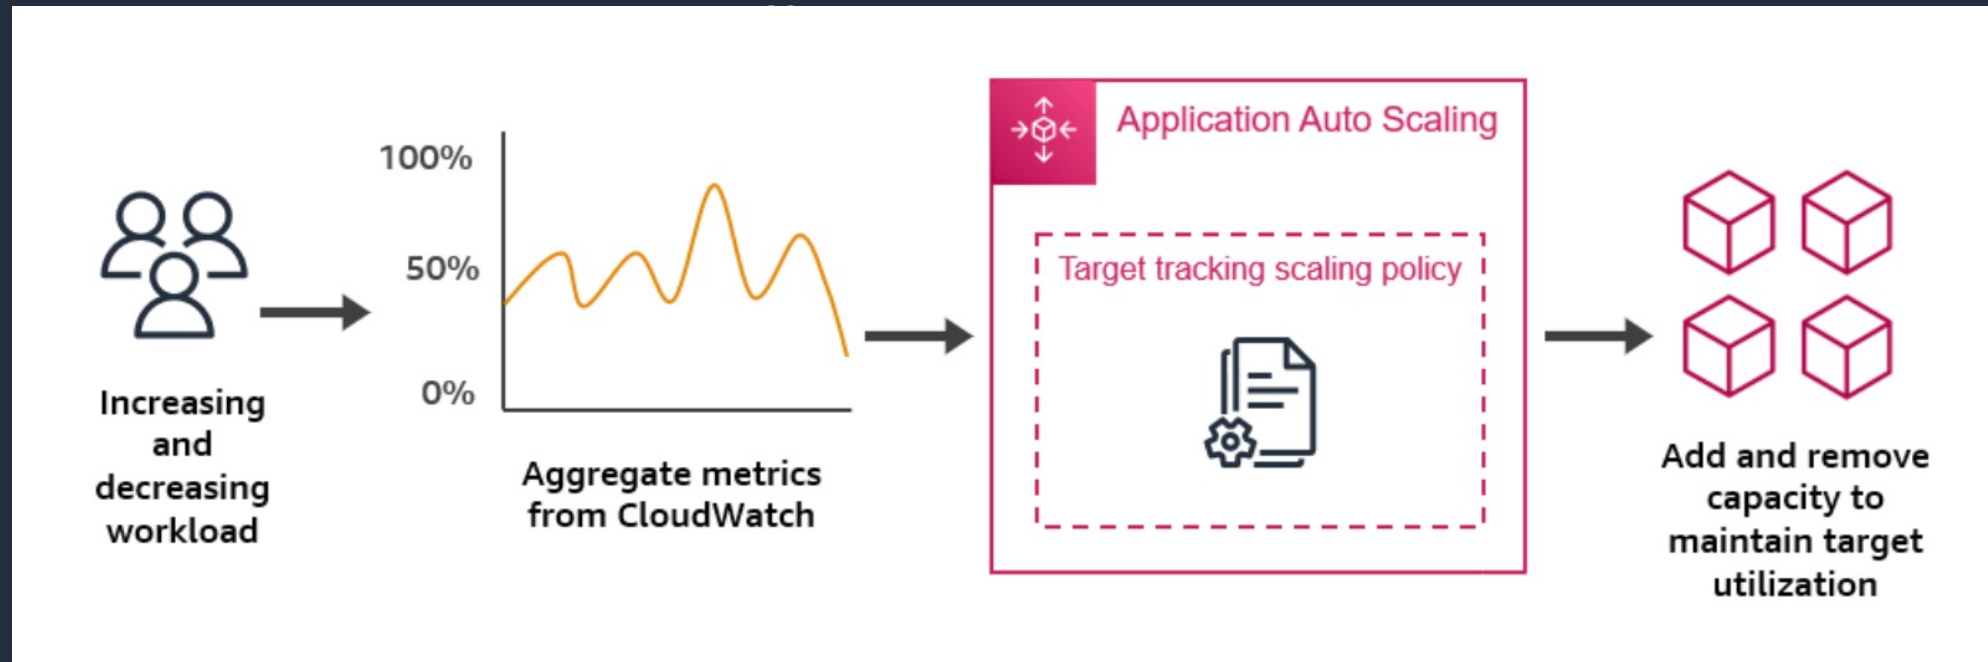 Increasing
and
decreasing
workload
100%
50%
0%
Aggregate metrics
from CloudWatch
Application Auto Scaling
Target tracking scaling policy
Add and remove
capacity to
maintain target
utilization